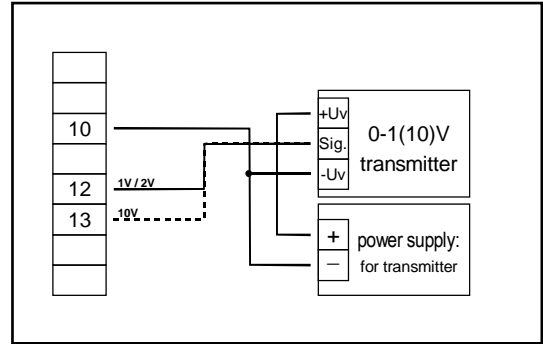 10
12
13
1V / 2V
10V
+Uv
Sig.
-Uv
0-1(10)V
transmitter
+
−
power supply:
for transmitter